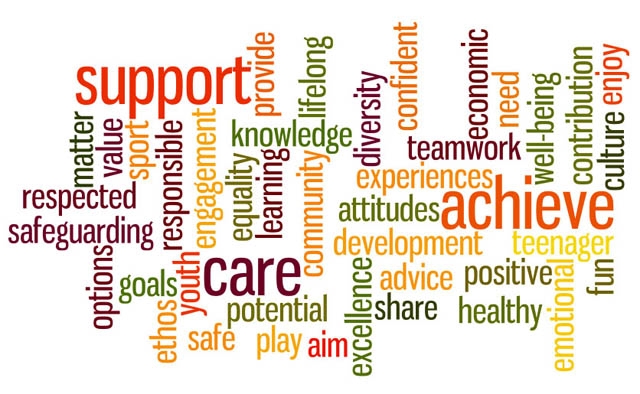 support
provide
lifelong
confident
economic
need
well-being
contribution
enjoy
diversity
matter
value
sport
responsible
engagement
knowledge
teamwork
culture
equality
learning
community
experiences
respected
attitudes
achieve
safeguarding
development
teenager
options
goals
youth
care
advice
positive
emotional
fun
ethos
potential
excellence
share
healthy
safe
play
aim